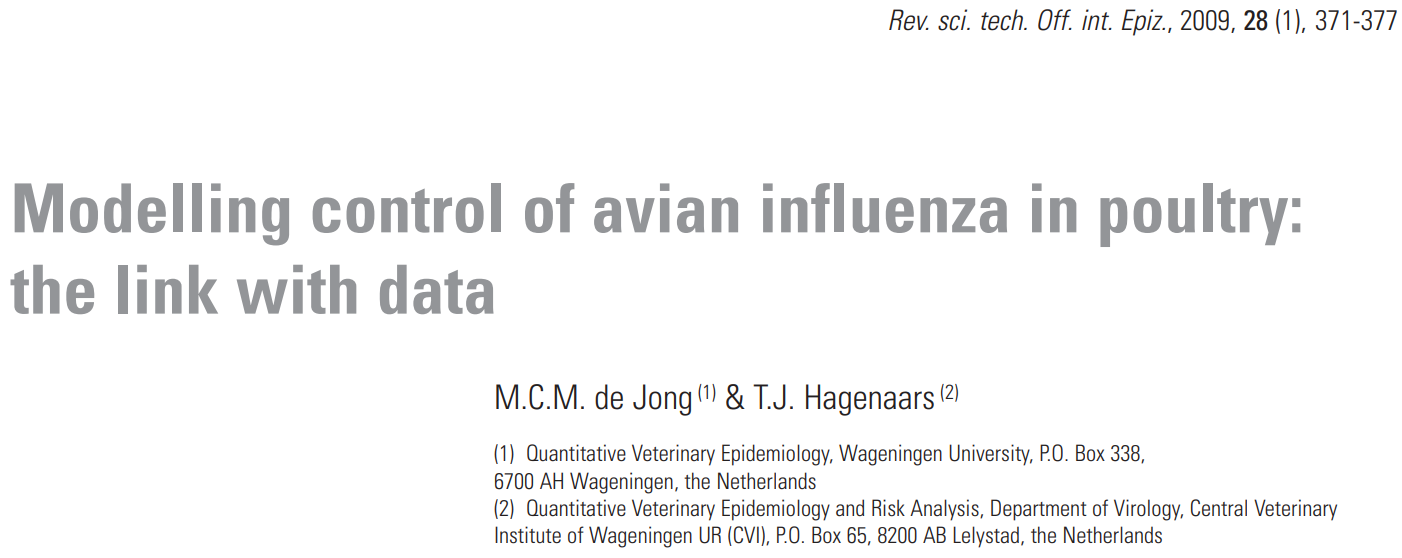 Rev. sci. tech. Off. int. Epiz., 2009, 28 (1), 371-377
Modelling control of avian influenza in poultry:
the link with data
M.C.M. de Jong (1) & T.J. Hagenaars (2)
(1) Quantitative Veterinary Epidemiology, Wageningen University, P.O. Box 338,
6700 AH Wageningen, the Netherlands
(2) Quantitative Veterinary Epidemiology and Risk Analysis, Department of Virology, Central Veterinary
Institute of Wageningen UR (CVI), P.O. Box 65, 8200 AB Lelystad, the Netherlands